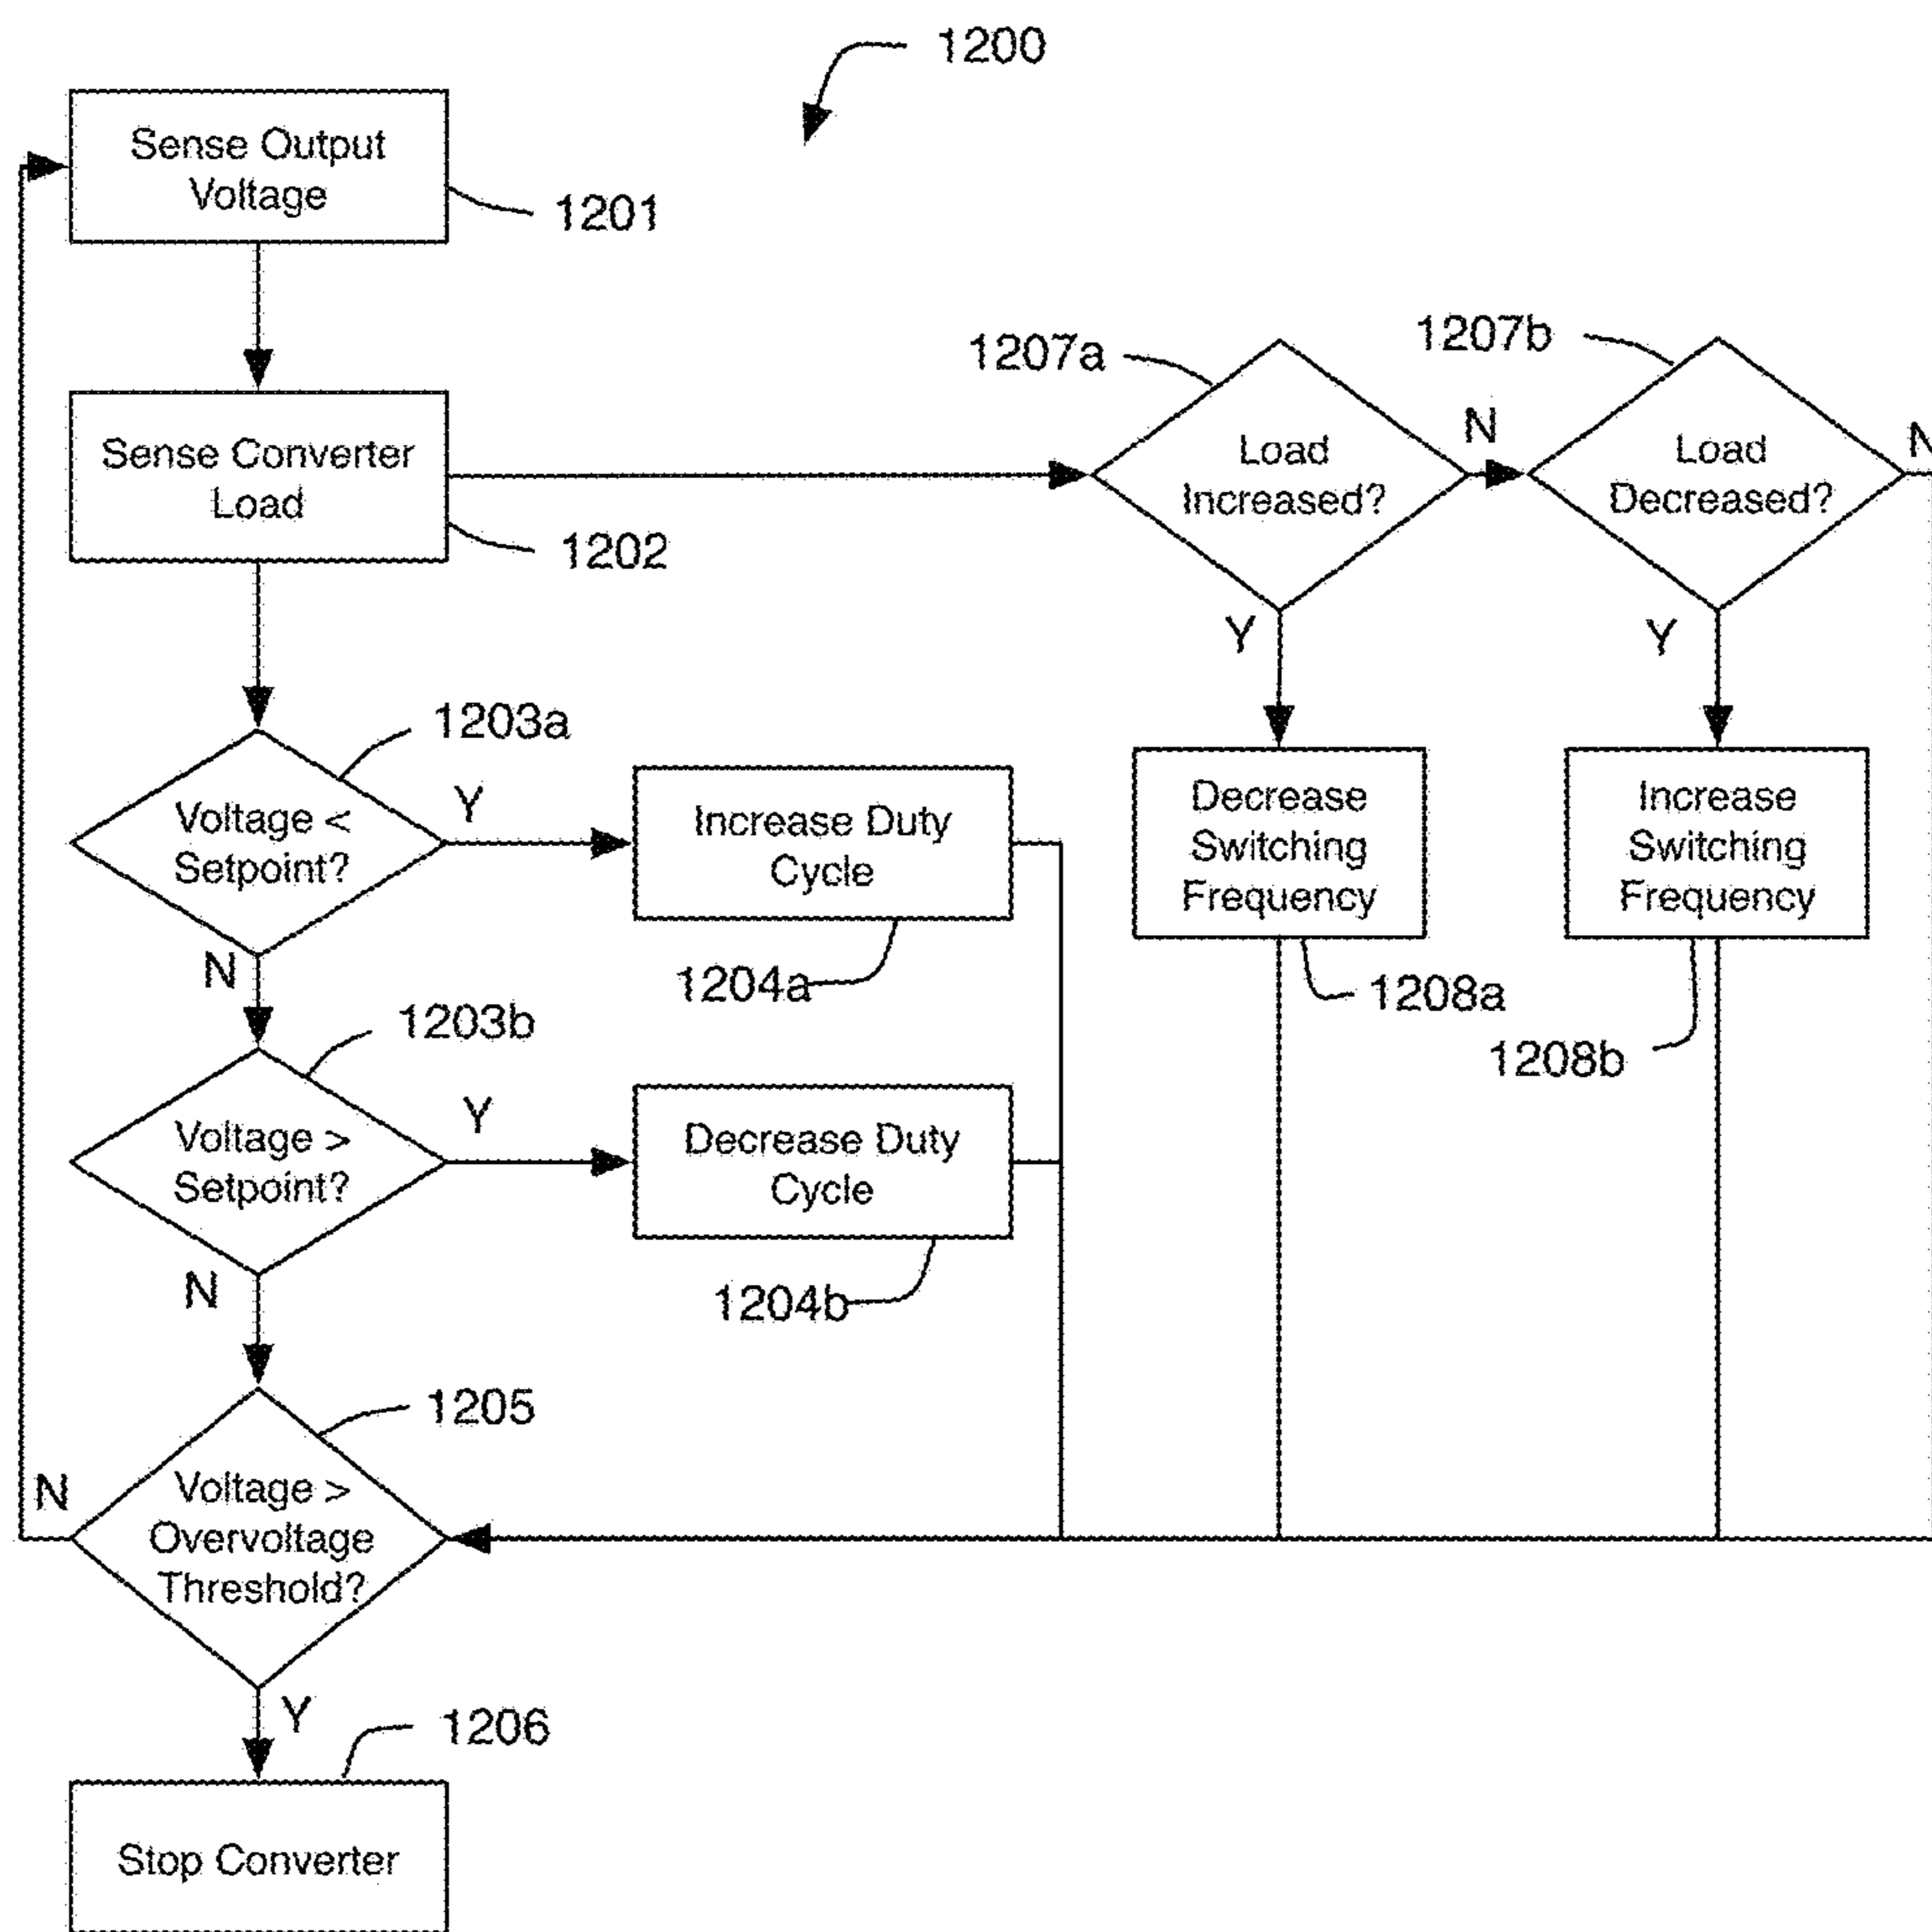 1200
Sense Output
Voltage
1201
Sense Converter
Load
1202
1207a
Load
Increased?
N
1207b
Load
Decreased?
N
Y
Y
1203a
Voltage <
Setpoint?
Y
Increase Duty
Cycle
1204a
Decrease
Switching
Frequency
1208a
Increase
Switching
Frequency
1208b
N
1203b
Voltage >
Setpoint?
Y
Decrease Duty
Cycle
1204b
N
1205
Voltage >
Overvoltage
Threshold?
N
Y
1206
Stop Converter